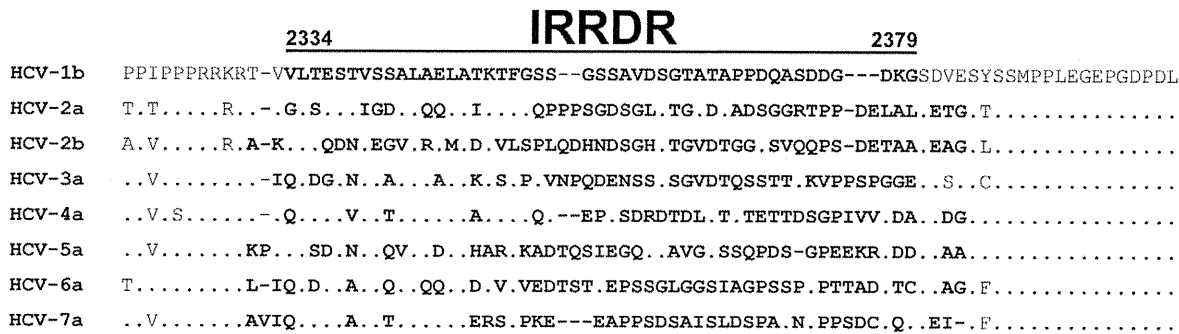 IRRDR
2334 2379
HCV-1b PPIPPPRRKRT-VVLTESTVSSALAELATKTFGSS--GSSAVDSGTATAPPDQASDDG---DKGSDVESYSSMPPLEGEPGDPDL
HCV-2a T.T.....R..-.G.S...IGD..QQ..I....QPPPSGDSGL.TG.D.ADSGGRTPP-DELAL.ETG.T...............
HCV-2b A.V.....R.A-K...QDN.EGV.R.M.D.VLSPLQDHNDSGH.TGVDTGG.SVQQPS-DETAA.EAG.L...............
HCV-3a ..V........-IQ.DG.N..A...A..K.S.P.VNPQDENSS.SGVDTQSSTT.KVPPSPGGE..S..C...............
HCV-4a ..V.S......-.Q....V..T.....A....Q.--EP.SDRDTDL.T.TETTDSGPIVV.DA..DG..................
HCV-5a ..V.......KP...SD.N..QV..D..HAR.KADTQSIEGQ..AVG.SSQPDS-GPEEKR.DD..AA.................
HCV-6a T.........L-IQ.D..A..Q..QQ..D.V.VEDTST.EPSSGLGGSIAGPSSP.PTTAD.TC..AG.F...............
HCV-7a ..V.......AVIQ...A..T.....ERS.PKE---EAPPSDSAISLDSPA.N.PPSDC.Q..EI-.F...............